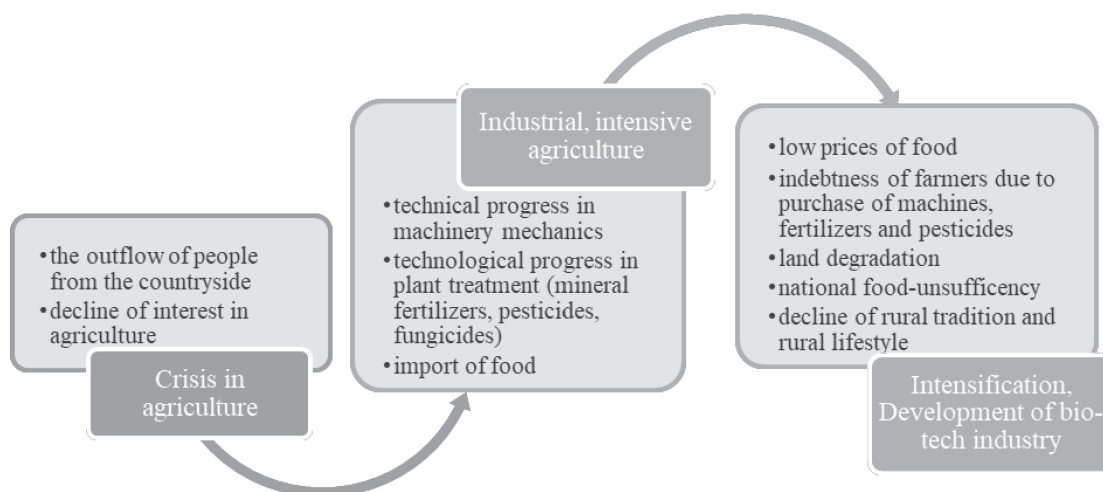 •the outflow of people
from the countryside
•decline of interest in
agriculture
Crisis in
agriculture
Industrial, intensive
agriculture
•technical progress in
machinery mechanics
•technological progress in
plant treatment (mineral
fertilizers, pesticides,
fungicides)
•import of food
•low prices of food
•indebtness of farmers due to
purchase of machines,
fertilizers and pesticides
•land degradation
•national food-unsufficency
•decline of rural tradition and
rural lifestyle
Intensification,
Development of bio-
tech industry